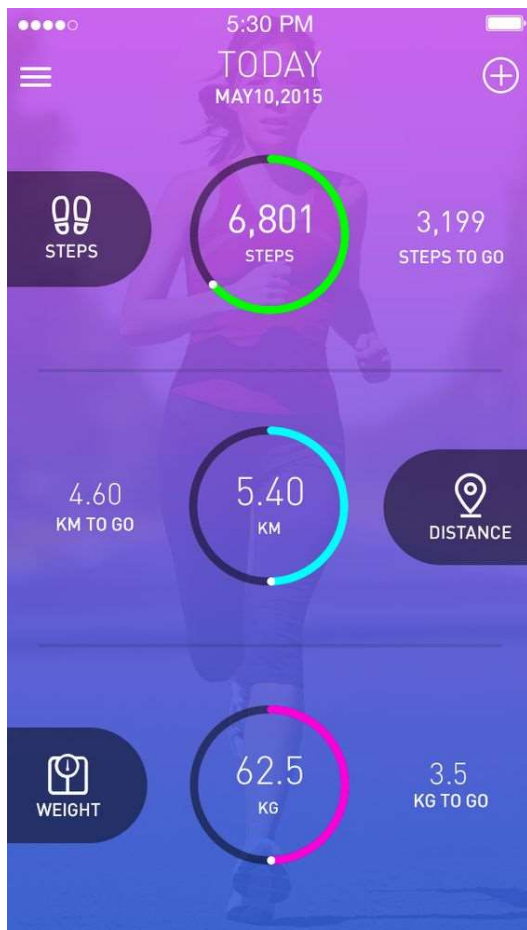 5:30 PM
TODAY
MAY10,2015
STEPS
6,801
STEPS
3,199
STEPS TO GO
4.60
KM TO GO
5.40
KM
DISTANCE
WEIGHT
62.5
KG
3.5
KG TO GO